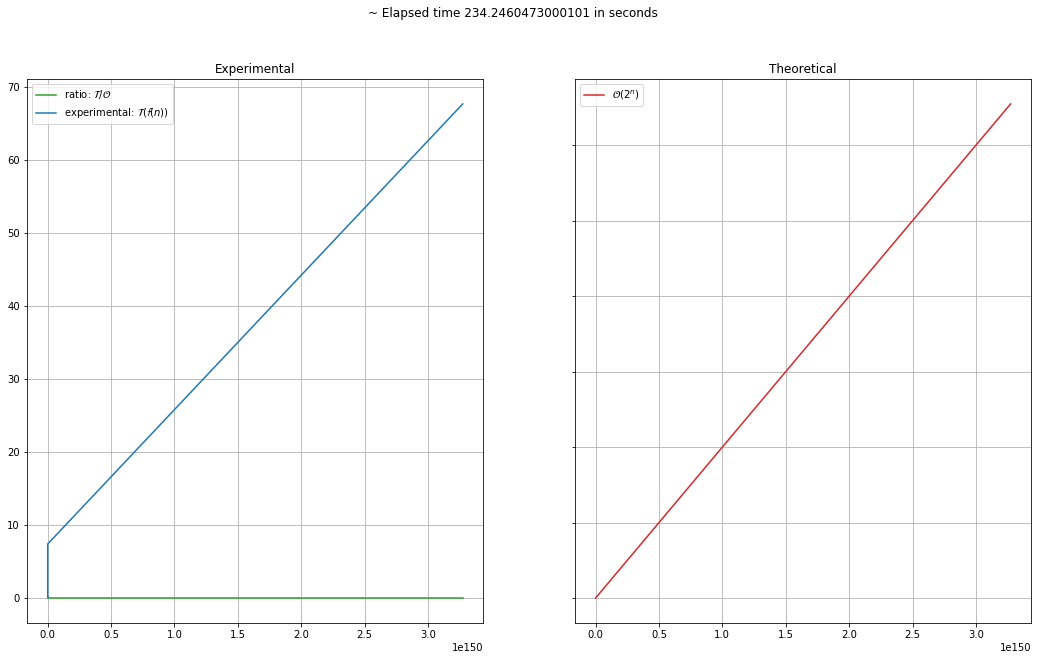 ~ Elapsed time 234.2460473000101 in seconds
Experimental
ratio: 𝒯/𝒪
experimental: 𝒯(f(n))
70
60
50
40
30
20
10
0
0.0 0.5 1.0 1.5 2.0 2.5 3.0
1e150
Theoretical
𝒪(2ⁿ)
0.0 0.5 1.0 1.5 2.0 2.5 3.0
1e150